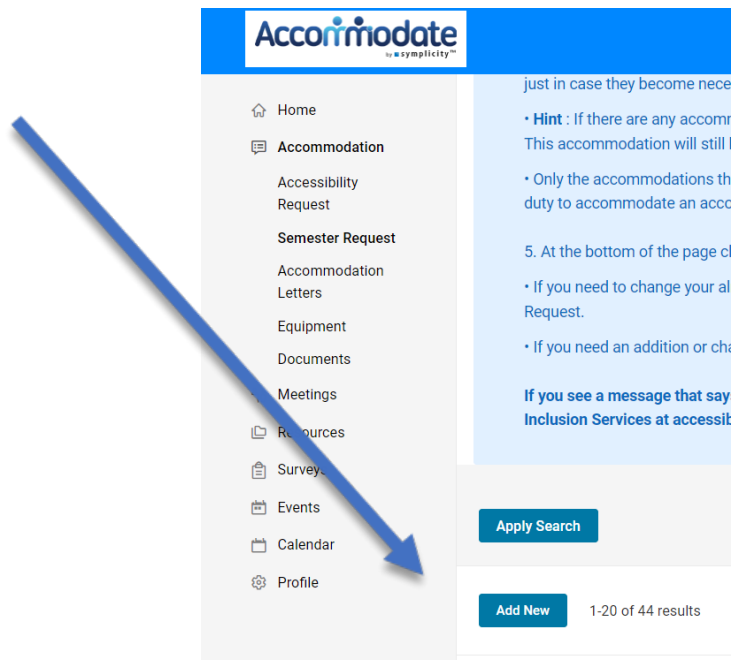 Accommodate
by symplicity™
Home
Accommodation
Accessibility
Request
Semester Request
Accommodation
Letters
Equipment
Documents
Meetings
Resources
Surveys
Events
Calendar
Profile
just in case they become nece
• Hint : If there are any accom
This accommodation will still
• Only the accommodations th
duty to accommodate an acco
5. At the bottom of the page cl
• If you need to change your al
Request.
• If you need an addition or cha
If you see a message that say
Inclusion Services at accessib
Apply Search
Add New 1-20 of 44 results